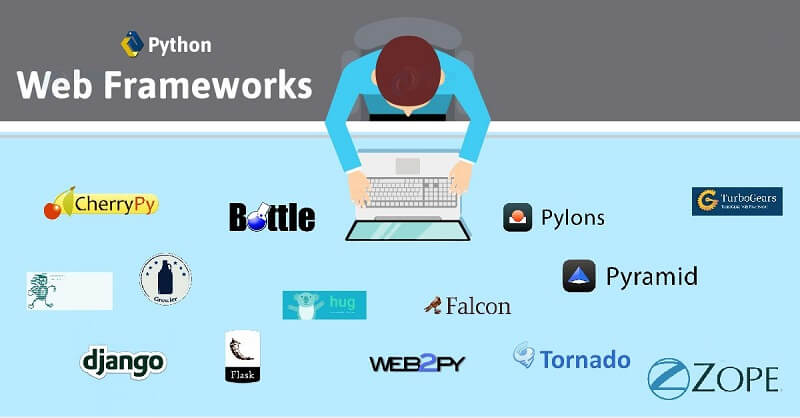 Python
Web Frameworks
CherryPy
Bottle
Pylons
TurboGears
Growler
hug
Falcon
Pyramid
django
Flask
WEB2PY
Tornado
ZOPE